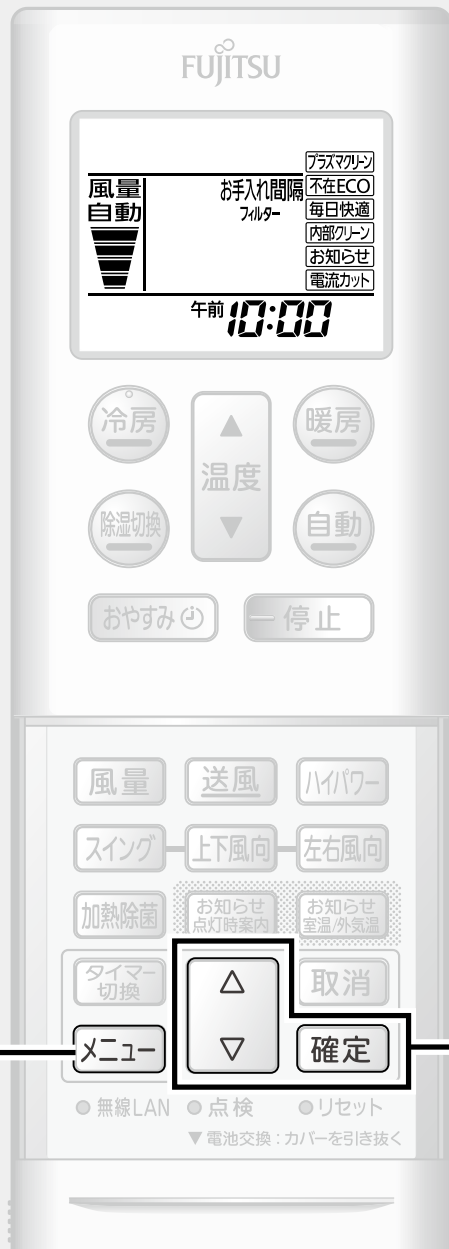 FUJITSU
プラズマクリーン
風量 お手入れ間隔 不在ECO
自動 フィルター 毎日快適
内部クリーン
お知らせ
電流カット
午前 10:00
冷房 ▲ 暖房
温度
除湿切換 ▼ 自動
おやすみ 停止
風量 送風 ハイパワー
スイング 上下風向 左右風向
加熱除菌 お知らせ 点灯時案内 お知らせ 室温/外気温
タイマー切換 △ 取消
メニュー ▽ 確定
無線LAN 点検 リセット
▼電池交換:カバーを引き抜く